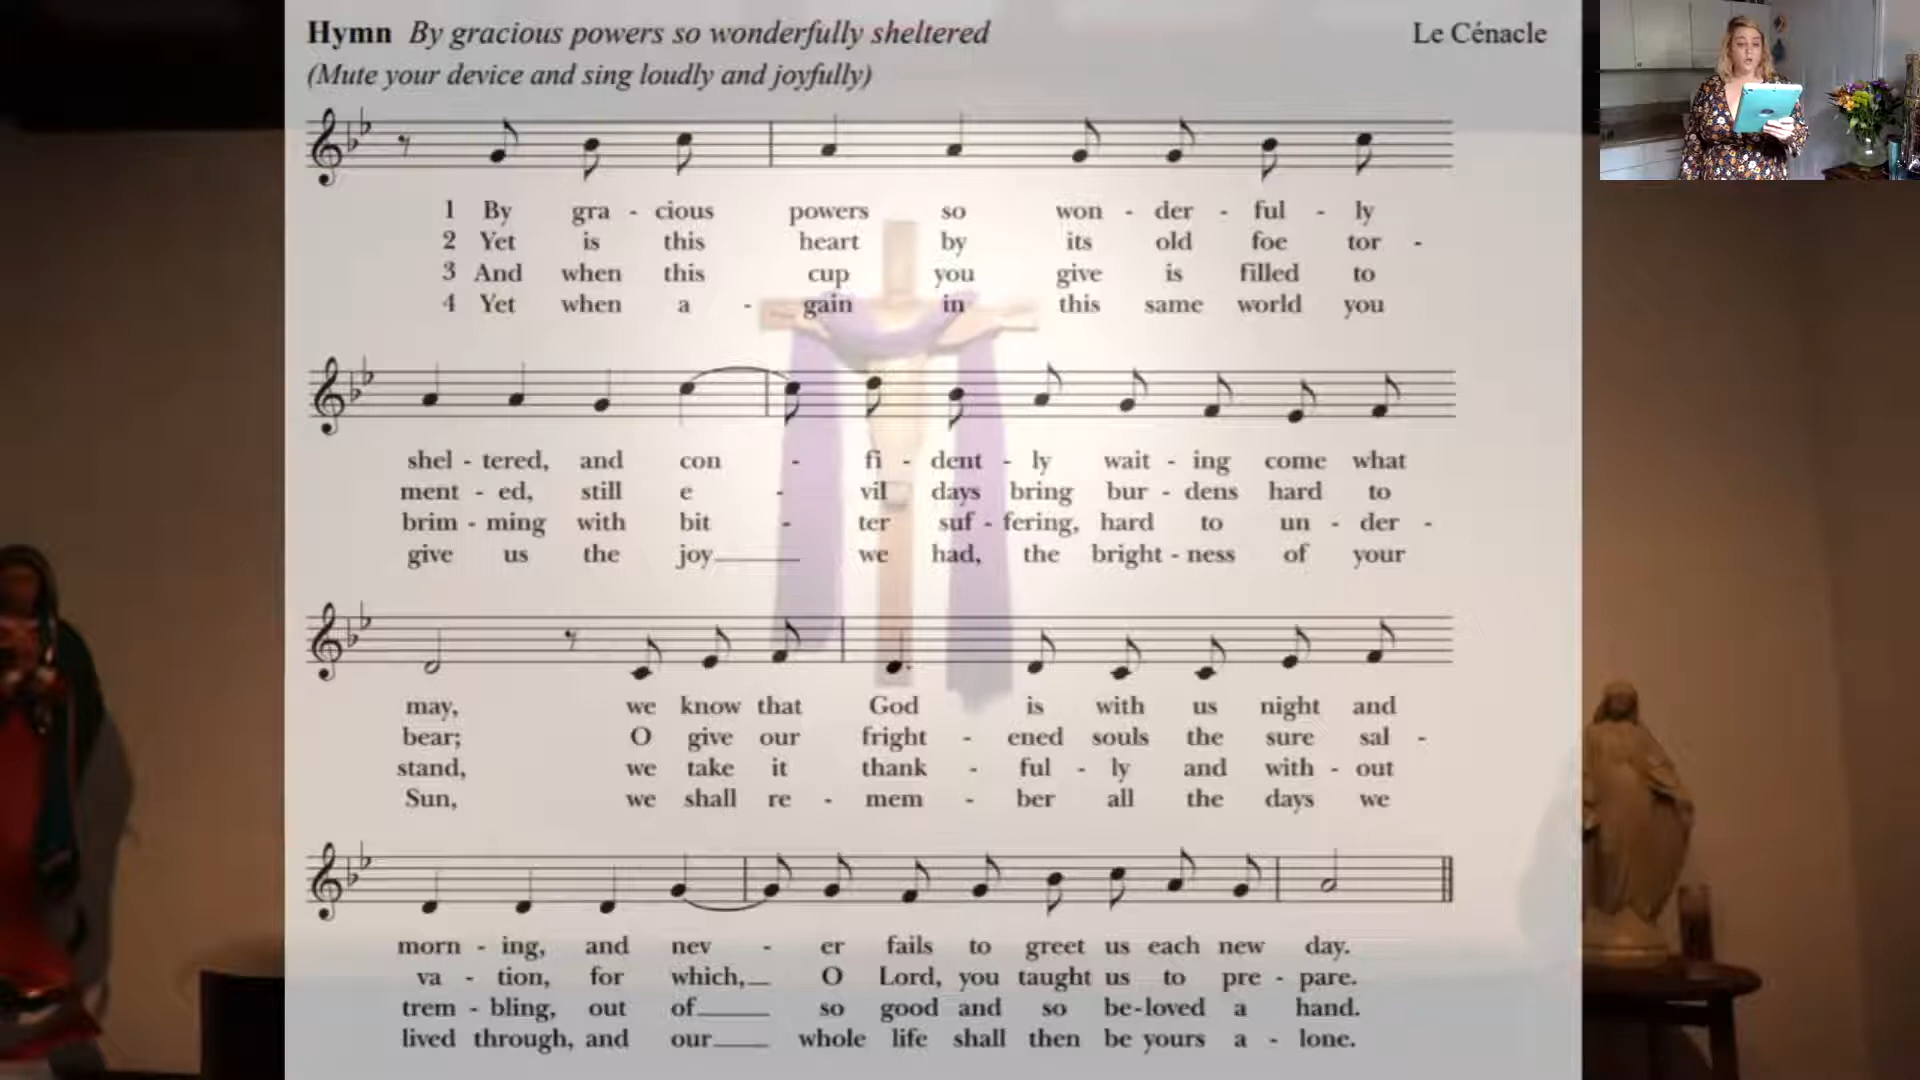 Hymn By gracious powers so wonderfully sheltered Le Cénacle
(Mute your device and sing loudly and joyfully)
1 By gra - cious powers so won - der - ful - ly
2 Yet is this heart by its old foe tor -
3 And when this cup you give is filled to
4 Yet when a - gain in this same world you
shel - tered, and con - fi - dent - ly wait - ing come what
ment - ed, still e - vil days bring bur - dens hard to
brim - ming with bit - ter suf - fering, hard to un - der -
give us the joy____ we had, the bright - ness of your
may, we know that God is with us night and
bear; O give our fright - ened souls the sure sal -
stand, we take it thank - ful - ly and with - out
Sun, we shall re - mem - ber all the days we
morn - ing, and nev - er fails to greet us each new day.
va - tion, for which,_ O Lord, you taught us to pre - pare.
trem - bling, out of___ so good and so be-loved a hand.
lived through, and our___ whole life shall then be yours a - lone.